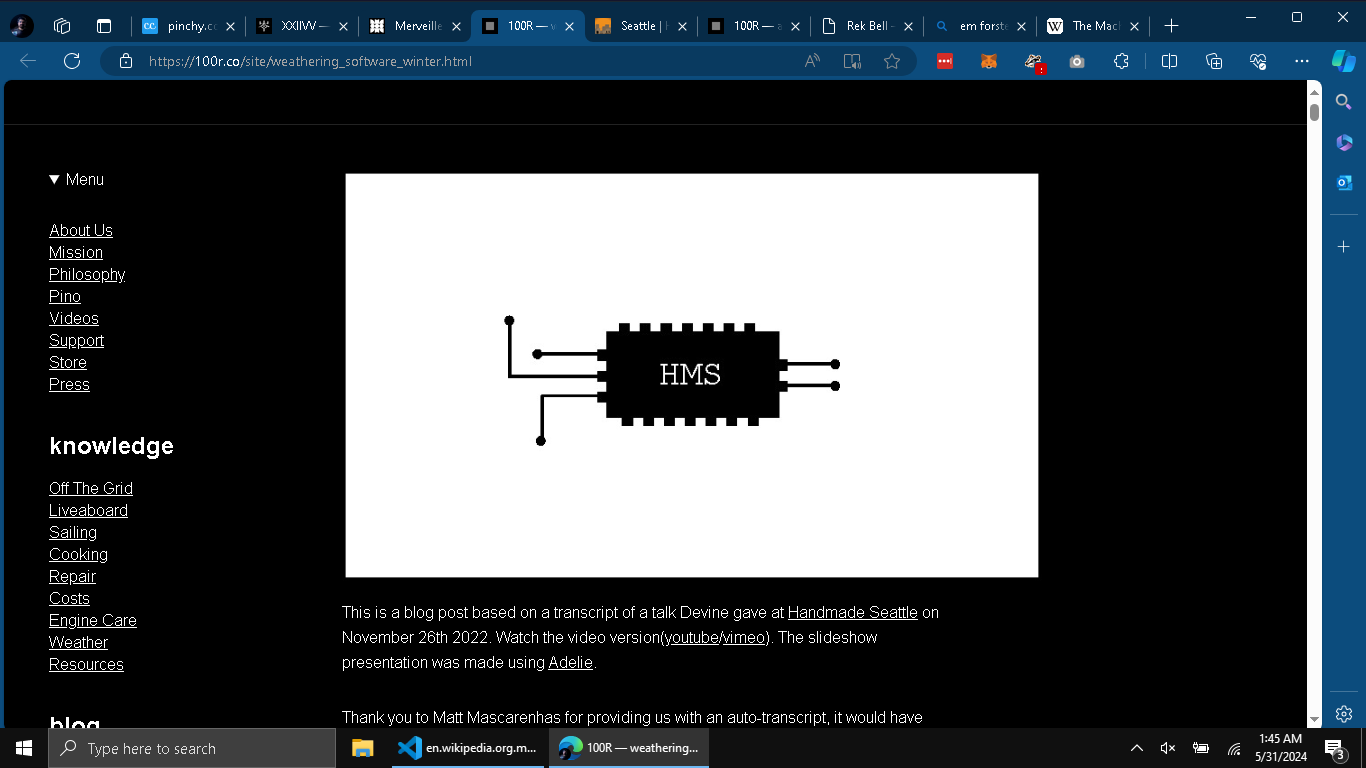 pinchy.c
XXIIVV —
Merveille
100R — v
Seattle | H
100R — a
Rek Bell -
em forste
The Mac
https://100r.co/site/weathering_software_winter.html
1
Menu
About Us
Mission
Philosophy
Pino
Videos
Support
Store
Press
knowledge
Off The Grid
Liveaboard
Sailing
Cooking
Repair
Costs
Engine Care
Weather
Resources
blog
HMS
This is a blog post based on a transcript of a talk Devine gave at Handmade Seattle on
November 26th 2022. Watch the video version(youtube/vimeo). The slideshow
presentation was made using Adelie.
Thank you to Matt Mascarenhas for providing us with an auto-transcript, it would have
Type here to search
en.wikipedia.org.m...
100R — weathering...
1:45 AM
5/31/2024
3